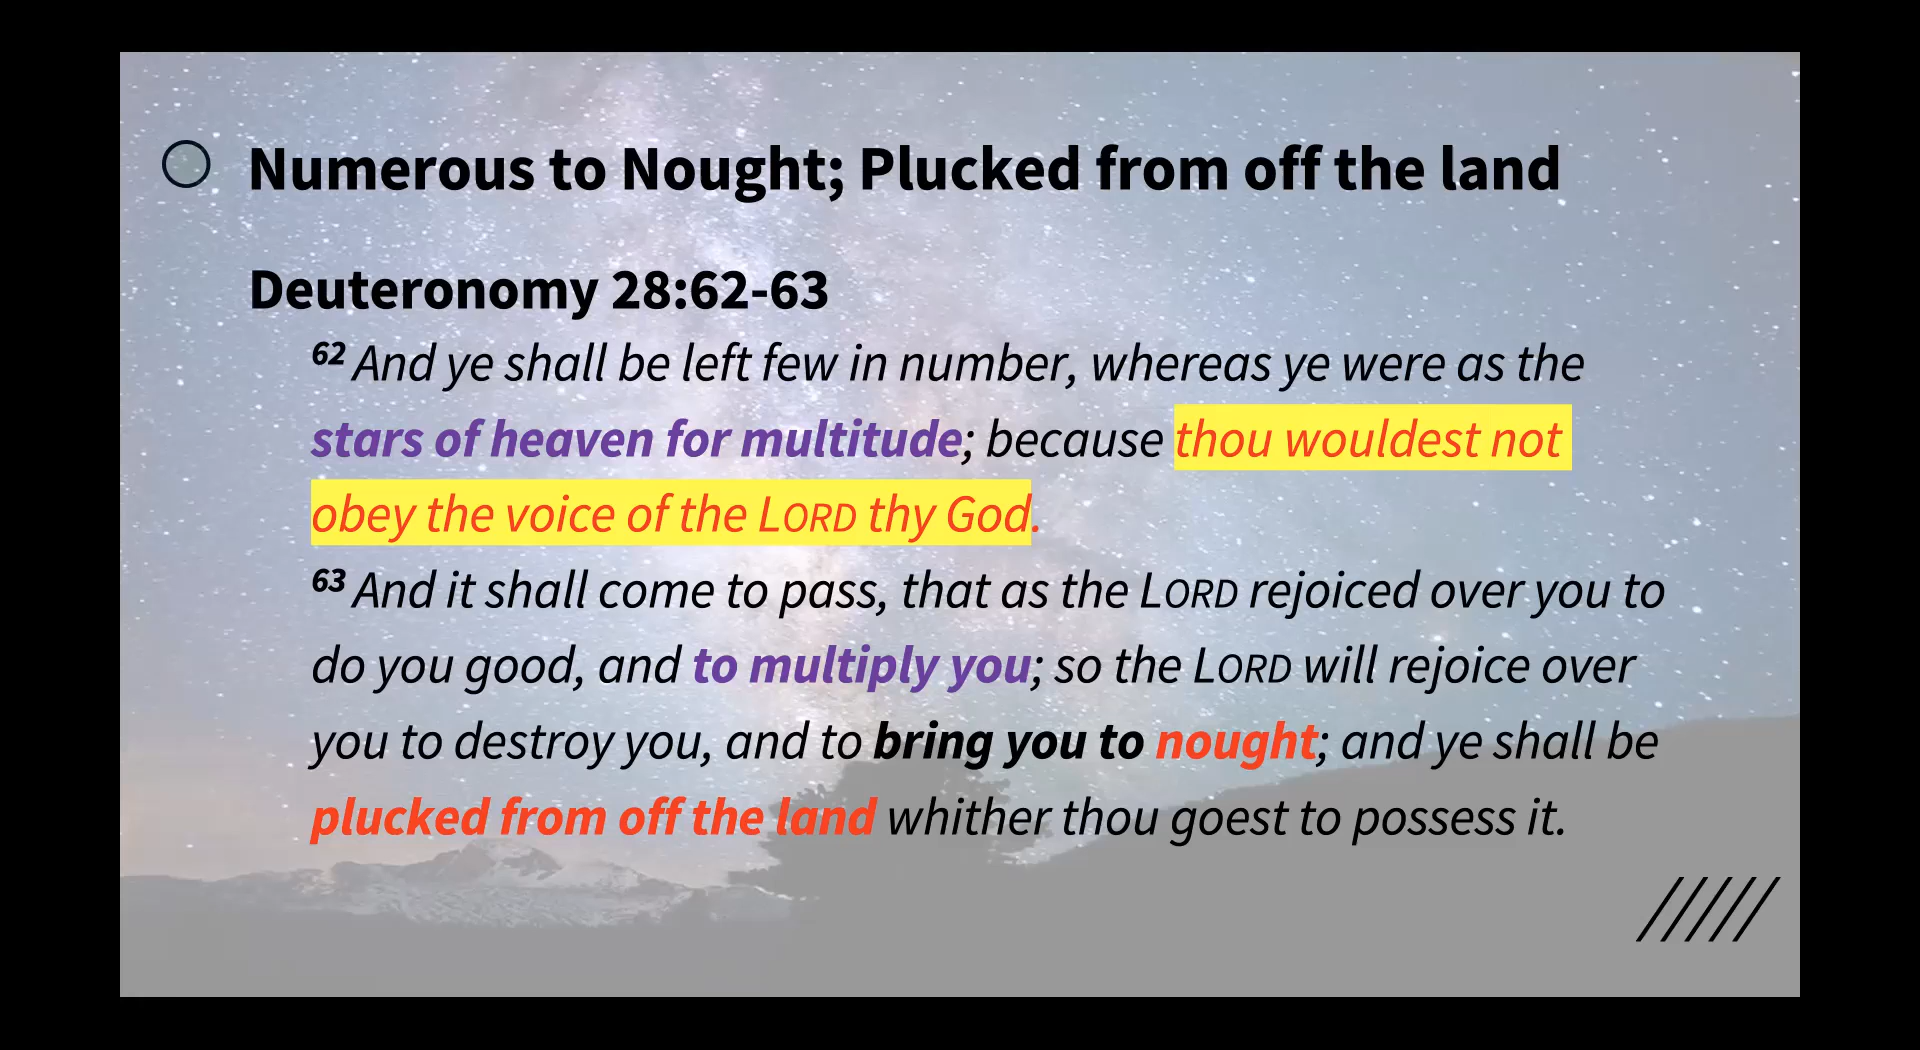 Numerous to Nought; Plucked from off the land
Deuteronomy 28:62-63
62 And ye shall be left few in number, whereas ye were as the
stars of heaven for multitude; because thou wouldest not
obey the voice of the LORD thy God.
63 And it shall come to pass, that as the LORD rejoiced over you to
do you good, and to multiply you; so the LORD will rejoice over
you to destroy you, and to bring you to nought; and ye shall be
plucked from off the land whither thou goest to possess it.